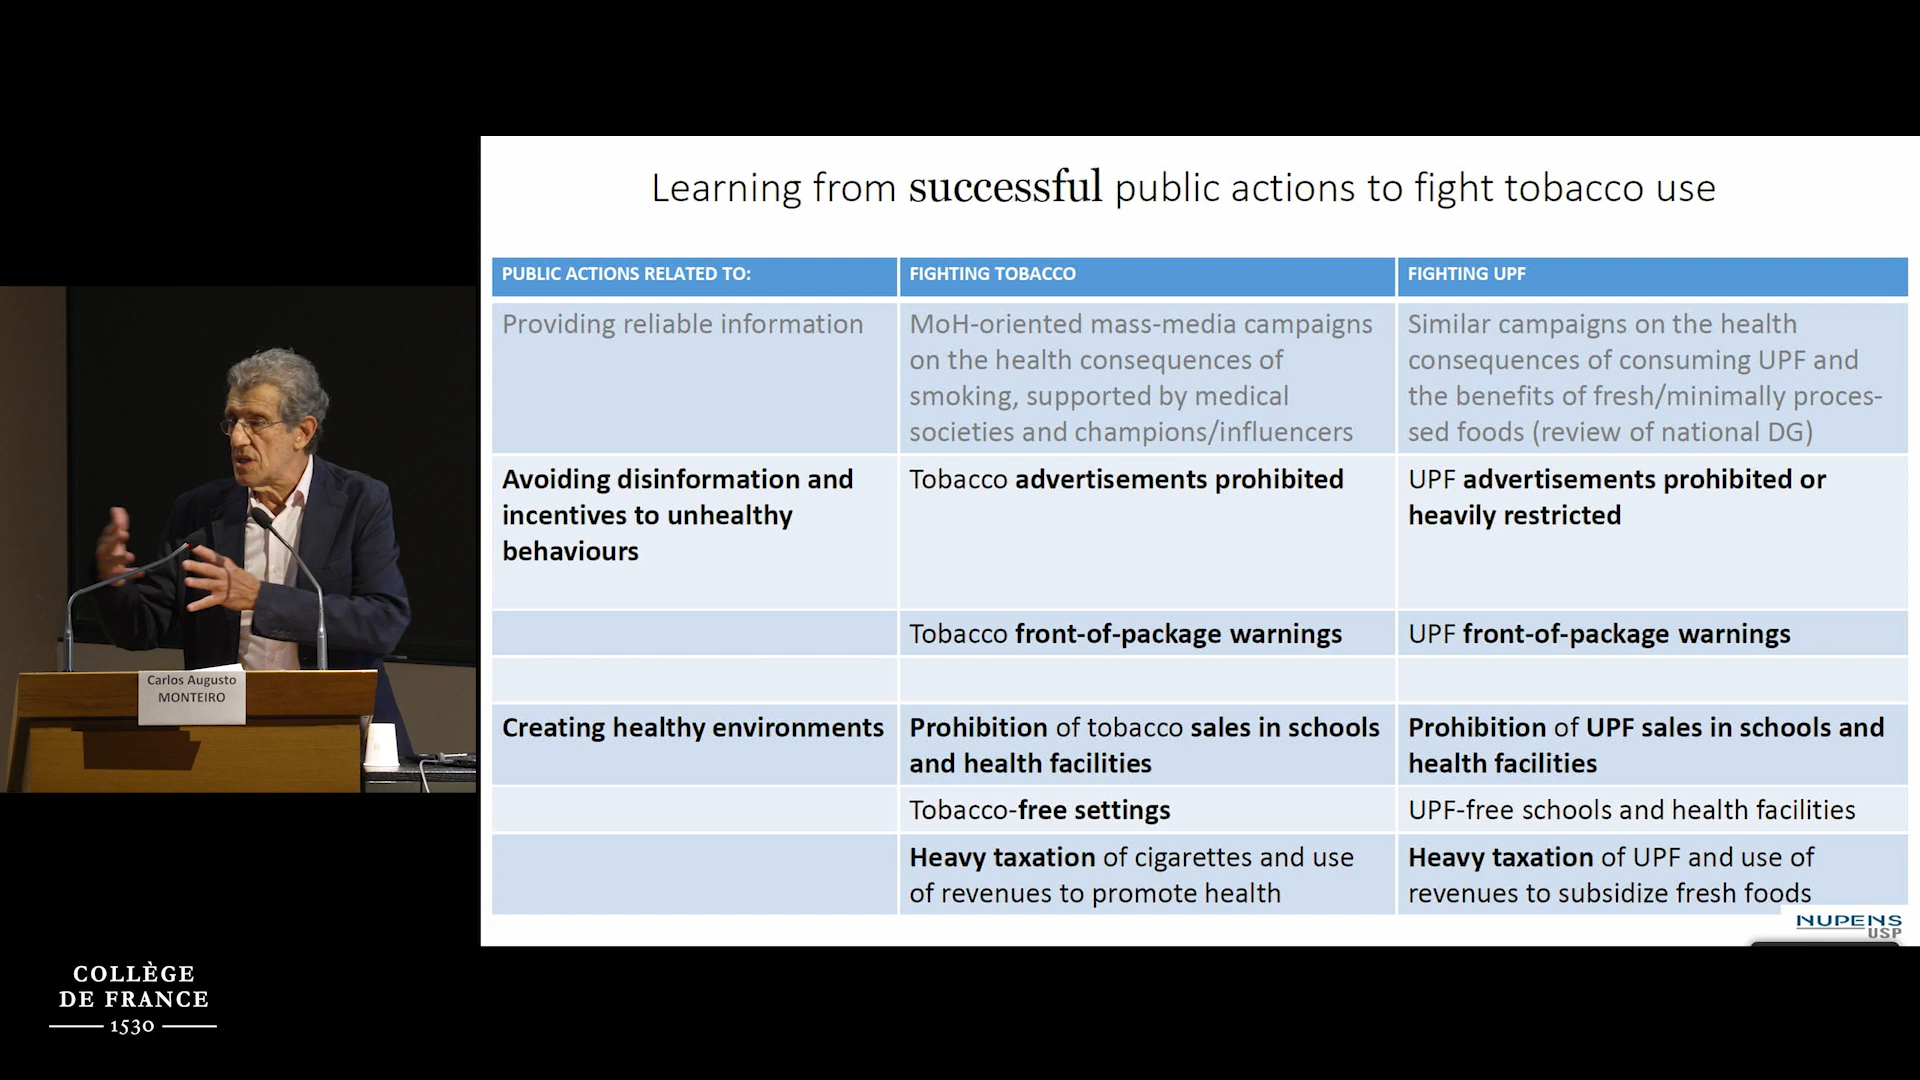 Learning from successful public actions to fight tobacco use
PUBLIC ACTIONS RELATED TO:
FIGHTING TOBACCO
FIGHTING UPF
Providing reliable information
MoH-oriented mass-media campaigns
on the health consequences of
smoking, supported by medical
societies and champions/influencers
Similar campaigns on the health
consequences of consuming UPF and
the benefits of fresh/minimally proces-
sed foods (review of national DG)
Avoiding disinformation and
incentives to unhealthy
behaviours
Tobacco advertisements prohibited
UPF advertisements prohibited or
heavily restricted
Tobacco front-of-package warnings
UPF front-of-package warnings
Creating healthy environments
Prohibition of tobacco sales in schools
and health facilities
Prohibition of UPF sales in schools and
health facilities
Tobacco-free settings
UPF-free schools and health facilities
Heavy taxation of cigarettes and use
of revenues to promote health
Heavy taxation of UPF and use of
revenues to subsidize fresh foods
NUPENS
USP
Carlos Augusto
MONTEIRO
COLLÈGE
DE FRANCE
1530